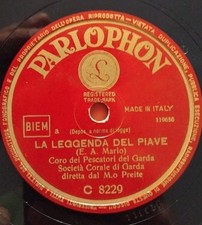 PARLOPHON
REGISTERED
TRADE-MARK
MADE IN ITALY
BIEM
LA LEGGENDA DEL PIAVE
(E. A. Mario)
Coro dei Pescatori del Garda
Società Corale di Garda
diretta dal M.o Preite
C 8229